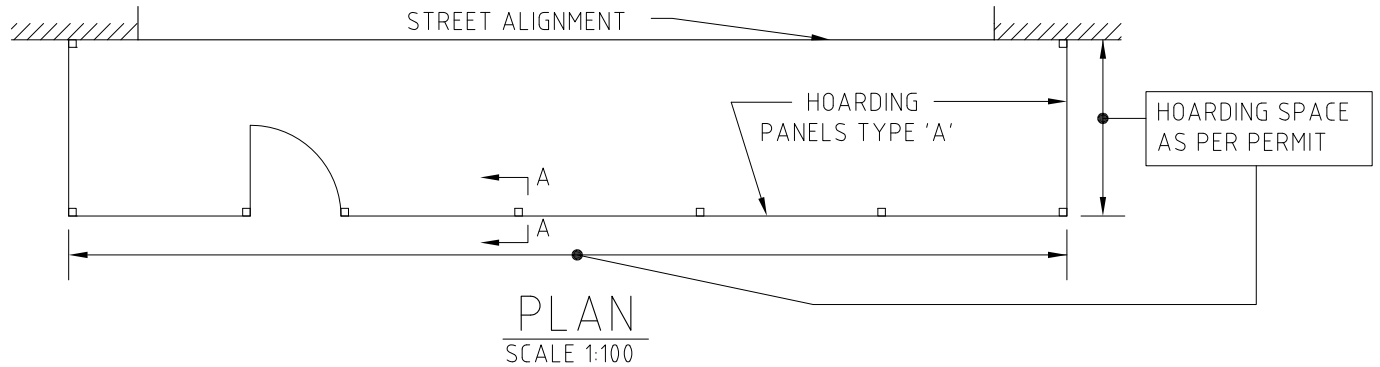 STREET ALIGNMENT
HOARDING
PANELS TYPE 'A'
HOARDING SPACE
AS PER PERMIT
A
A
PLAN
SCALE 1:100